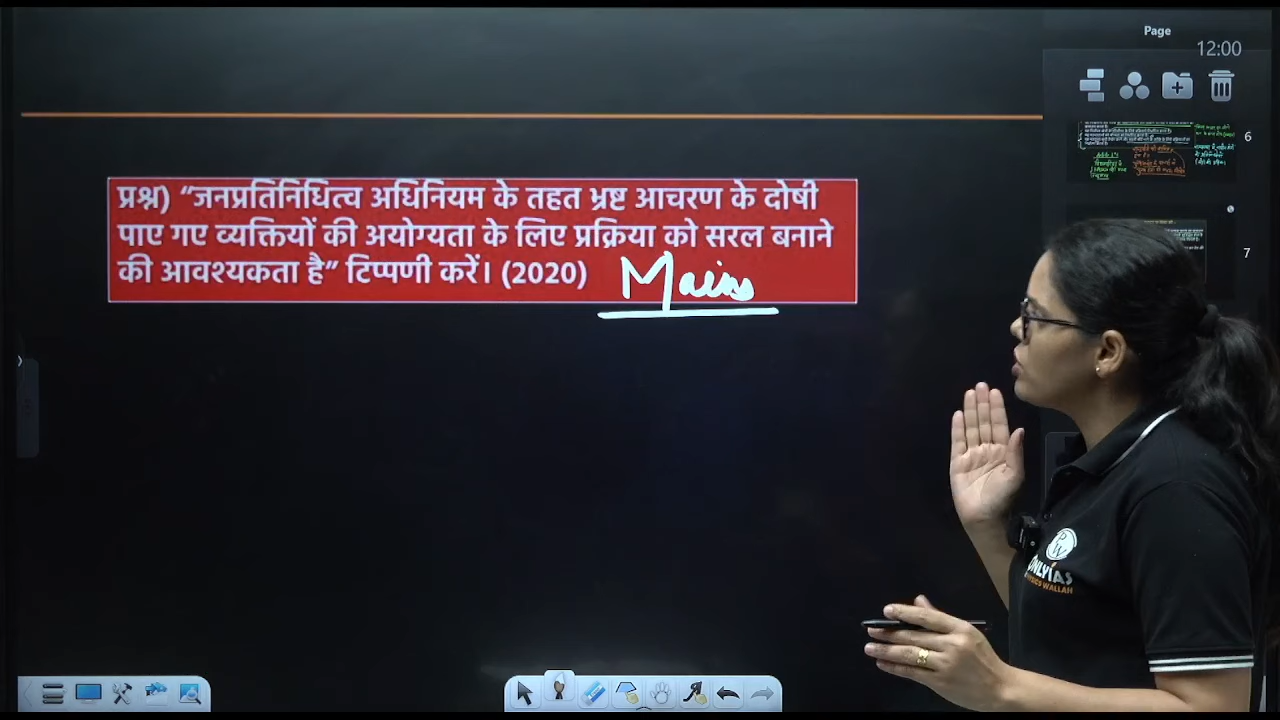 Page
12:00
6
प्रश्न) “जनप्रतिनिधित्व अधिनियम के तहत भ्रष्ट आचरण के दोषी
पाए गए व्यक्तियों की अयोग्यता के लिए प्रक्रिया को सरल बनाने
की आवश्यकता है” टिप्पणी करें। (2020) Mains
7
PW
ONLYIAS
PHYSICS WALLAH